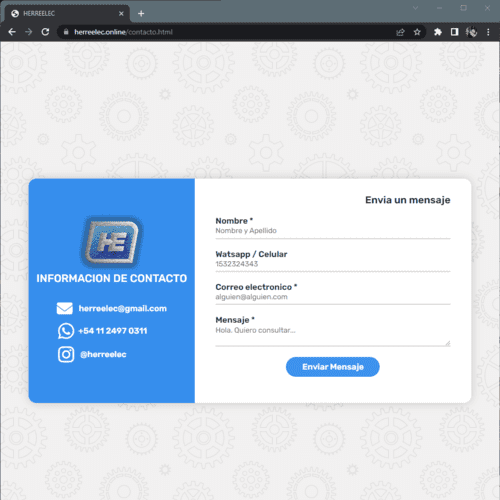 HERREELEC
herreelec.online/contacto.html
HE
INFORMACION DE CONTACTO
herreelec@gmail.com
+54 11 2497 0311
@herreelec
Envia un mensaje
Nombre *
Nombre y Apellido
Watsapp / Celular
1532324343
Correo electronico *
alguien@alguien.com
Mensaje *
Hola. Quiero consultar...
Enviar Mensaje